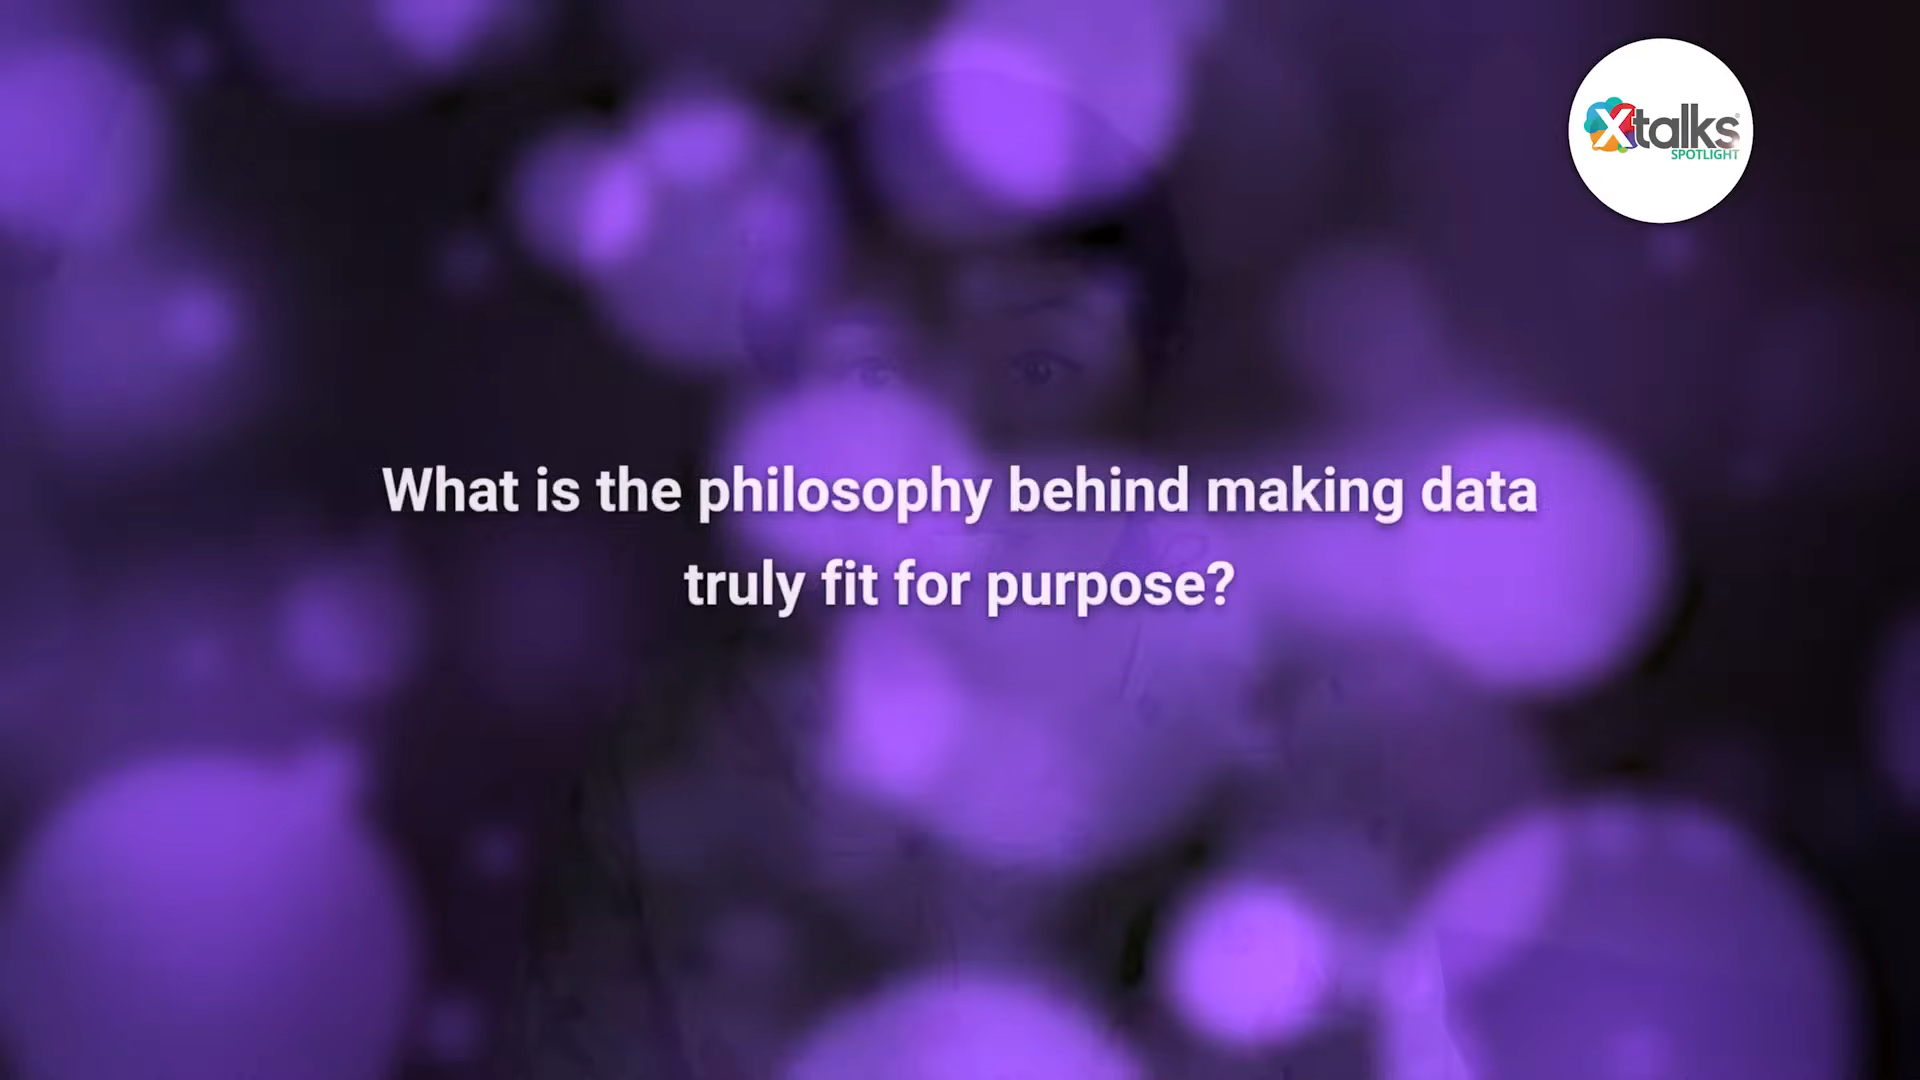 Xtalks
SPOTLIGHT
What is the philosophy behind making data
truly fit for purpose?